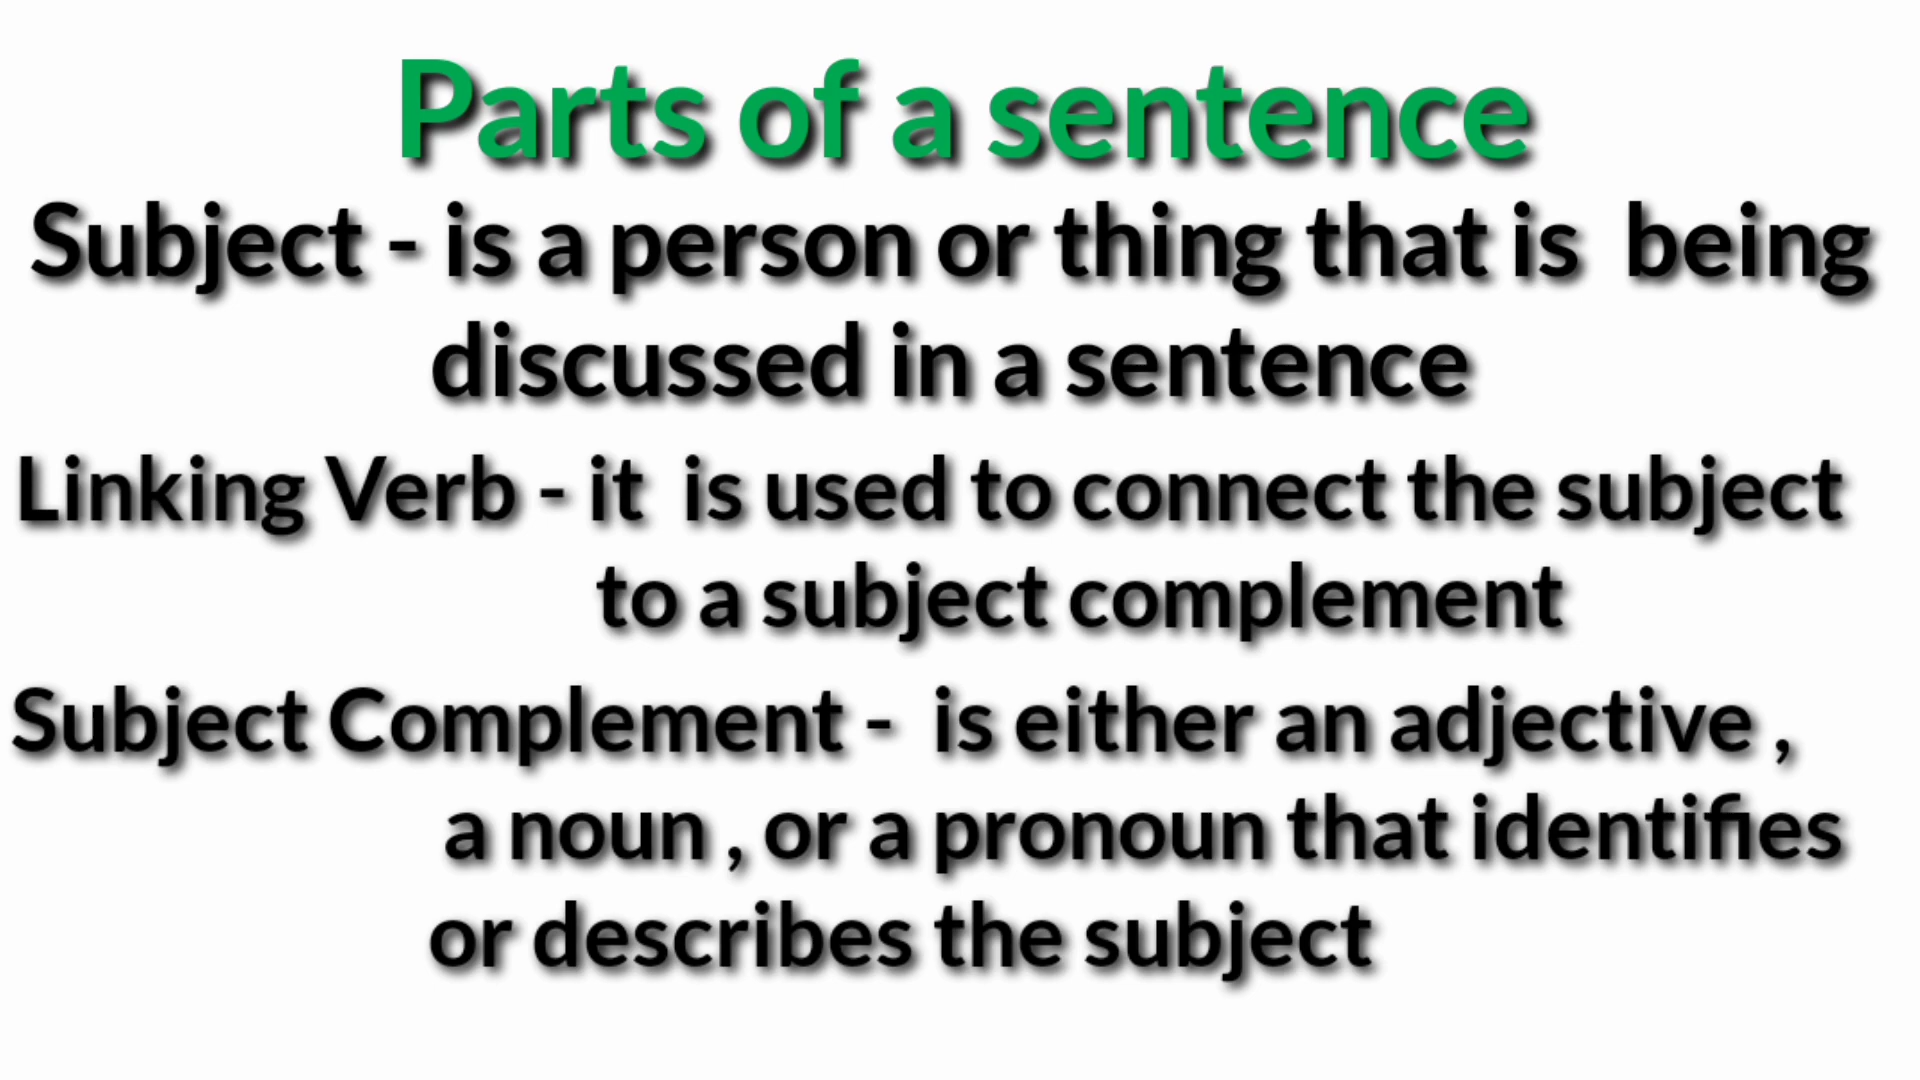 Parts of a sentence
Subject - is a person or thing that is being
discussed in a sentence
Linking Verb - it is used to connect the subject
to a subject complement
Subject Complement - is either an adjective ,
a noun , or a pronoun that identifies
or describes the subject